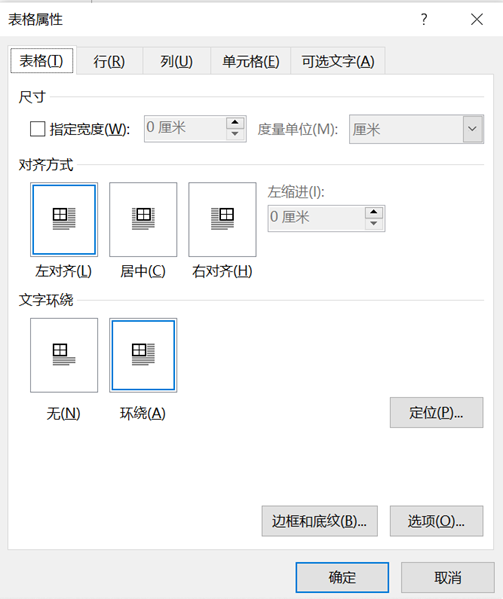 表格属性 ?
表格(T) 行(R) 列(U) 单元格(E) 可选文字(A)
尺寸
指定宽度(W): 0 厘米 度量单位(M): 厘米
对齐方式
左缩进(I):
0 厘米
左对齐(L) 居中(C) 右对齐(H)
文字环绕
无(N) 环绕(A) 定位(P)...
边框和底纹(B)... 选项(O)...
确定 取消